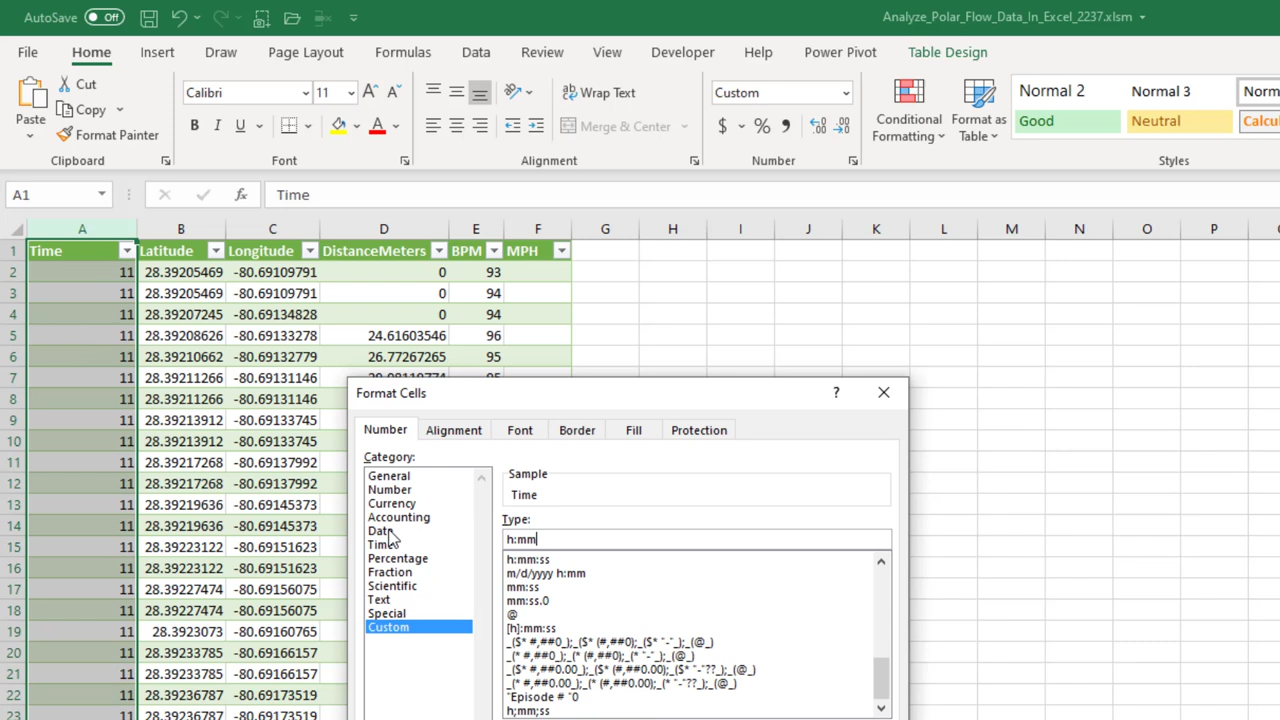 AutoSave Off Analyze_Polar_Flow_Data_In_Excel_2237.xlsm
File Home Insert Draw Page Layout Formulas Data Review View Developer Help Power Pivot Table Design
Paste Cut Copy Format Painter
Calibri 11 A^ A˅
B I U A
ab Wrap Text
Merge & Center
Custom
$ % ,
Conditional Formatting
Format as Table
Normal 2 Normal 3 Norm
Good Neutral Calcu
Clipboard Font Alignment Number Styles
A1 fx Time
A B C D E F G H I J K L M N O P
1 Time Latitude Longitude DistanceMeters BPM MPH
2 11 28.39205469 -80.69109791 0 93
3 11 28.39205469 -80.69109791 0 94
4 11 28.39207245 -80.69134828 0 94
5 11 28.39208626 -80.69133278 24.61603546 96
6 11 28.39210662 -80.69132779 26.77267265 95
7 11 28.39211266 -80.69131146
8 11 28.39211266 -80.69131146
9 11 28.39213912 -80.69133745
10 11 28.39213912 -80.69133745
11 11 28.39217268 -80.69137992
12 11 28.39217268 -80.69137992
13 11 28.39219636 -80.69145373
14 11 28.39219636 -80.69145373
15 11 28.39223122 -80.69151623
16 11 28.39223122 -80.69151623
17 11 28.39227474 -80.69156075
18 11 28.39227474 -80.69156075
19 11 28.3923073 -80.69160765
20 11 28.39233785 -80.69166157
21 11 28.39233785 -80.69166157
22 11 28.39236787 -80.69173519
23 11 28.39236787 -80.69173519
Format Cells ?
Number Alignment Font Border Fill Protection
Category:
General
Number
Currency
Accounting
Date
Time
Percentage
Fraction
Scientific
Text
Special
Custom
Sample
Time
Type:
h:mm
h:mm:ss
m/d/yyyy h:mm
mm:ss
mm:ss.0
@
[h]:mm:ss
_($* #,##0_);_($* (#,##0);_($* "-"_);_(@_)
_(* #,##0_);_(* (#,##0);_(* "-"_);_(@_)
_($* #,##0.00_);_($* (#,##0.00);_($* "-"??_);_(@_)
_(* #,##0.00_);_(* (#,##0.00);_(* "-"??_);_(@_)
"Episode # "0
h;mm;ss